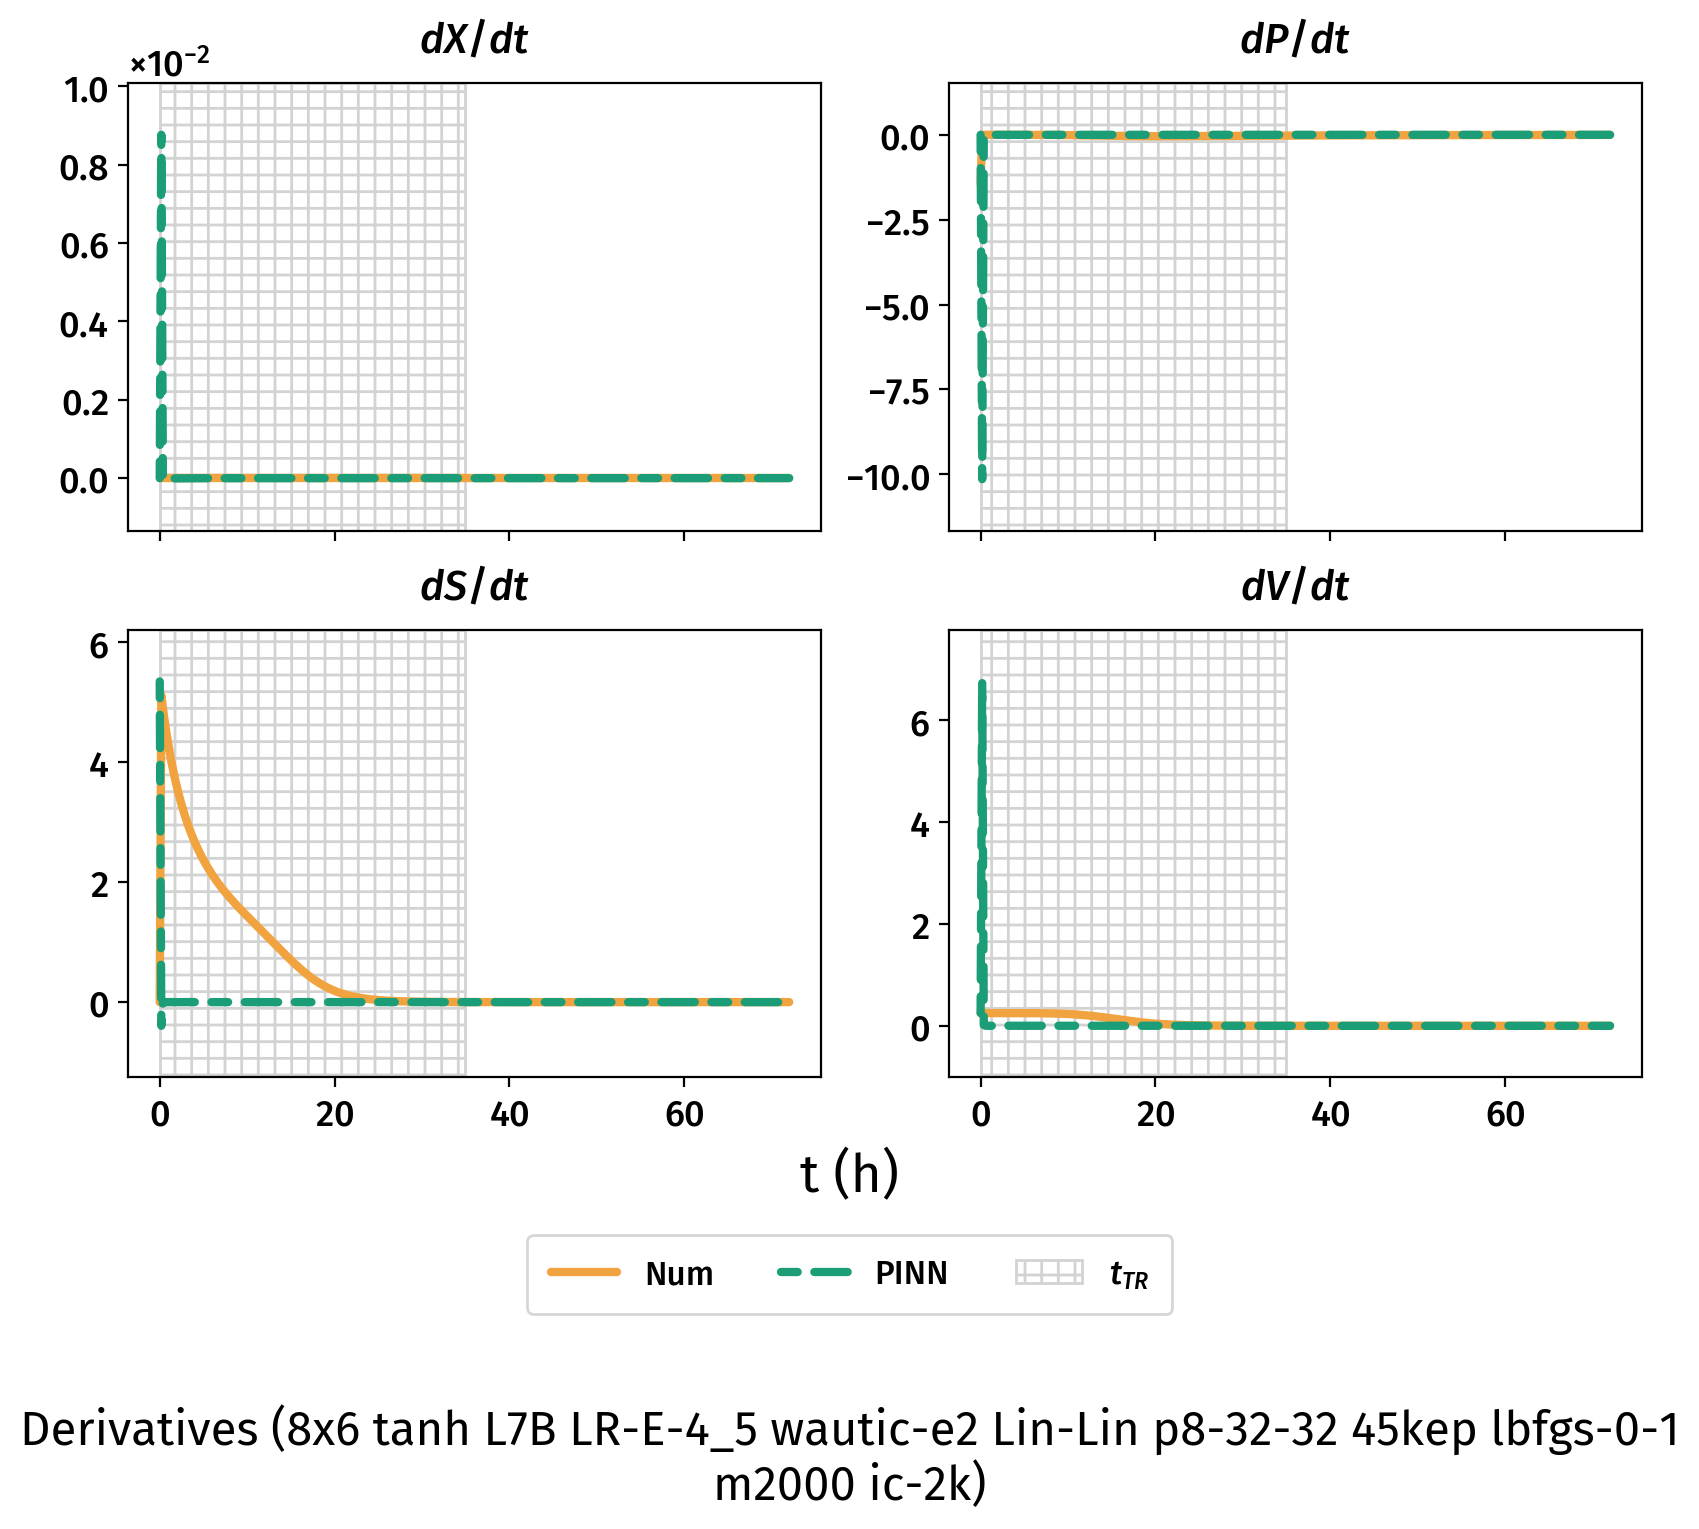 dX/dt
dP/dt
×10⁻²
1.0
0.8
0.6
0.4
0.2
0.0
0.0
−2.5
−5.0
−7.5
−10.0
dS/dt
dV/dt
6
4
2
0
6
4
2
0
0 20 40 60
0 20 40 60
t (h)
Num PINN t_TR
Derivatives (8x6 tanh L7B LR-E-4_5 wautic-e2 Lin-Lin p8-32-32 45kep lbfgs-0-1
m2000 ic-2k)